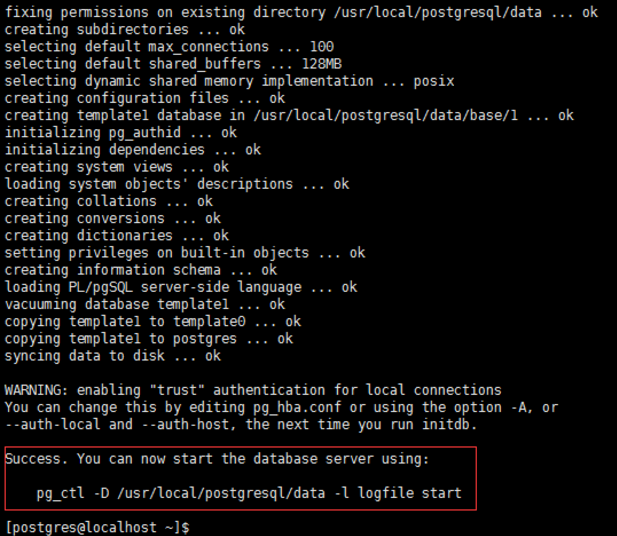 fixing permissions on existing directory /usr/local/postgresql/data ... ok
creating subdirectories ... ok
selecting default max_connections ... 100
selecting default shared_buffers ... 128MB
selecting dynamic shared memory implementation ... posix
creating configuration files ... ok
creating template1 database in /usr/local/postgresql/data/base/1 ... ok
initializing pg_authid ... ok
initializing dependencies ... ok
creating system views ... ok
loading system objects' descriptions ... ok
creating collations ... ok
creating conversions ... ok
creating dictionaries ... ok
setting privileges on built-in objects ... ok
creating information schema ... ok
loading PL/pgSQL server-side language ... ok
vacuuming database template1 ... ok
copying template1 to template0 ... ok
copying template1 to postgres ... ok
syncing data to disk ... ok

WARNING: enabling "trust" authentication for local connections
You can change this by editing pg_hba.conf or using the option -A, or
--auth-local and --auth-host, the next time you run initdb.

Success. You can now start the database server using:

    pg_ctl -D /usr/local/postgresql/data -l logfile start

[postgres@localhost ~]$